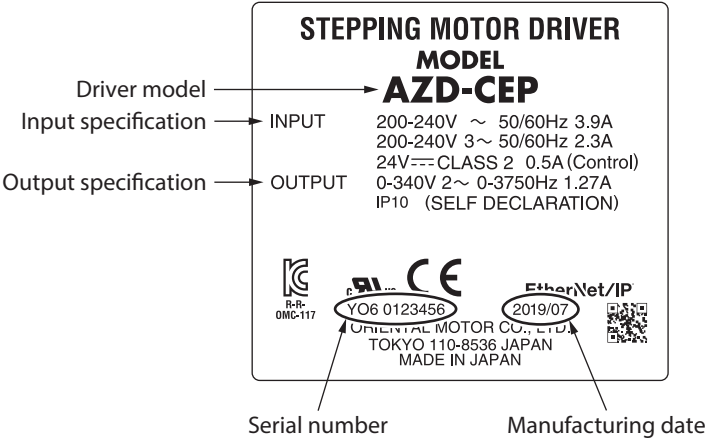 STEPPING MOTOR DRIVER
MODEL
Driver model AZD-CEP
Input specification INPUT 200-240V ～ 50/60Hz 3.9A
200-240V 3～ 50/60Hz 2.3A
24V⎓CLASS 2 0.5A (Control)
Output specification OUTPUT 0-340V 2～ 0-3750Hz 1.27A
IP10 (SELF DECLARATION)
EtherNet/IP
R-R-
OMC-117
YO6 0123456 2019/07
ORIENTAL MOTOR CO., LTD.
TOKYO 110-8536 JAPAN
MADE IN JAPAN
Serial number Manufacturing date